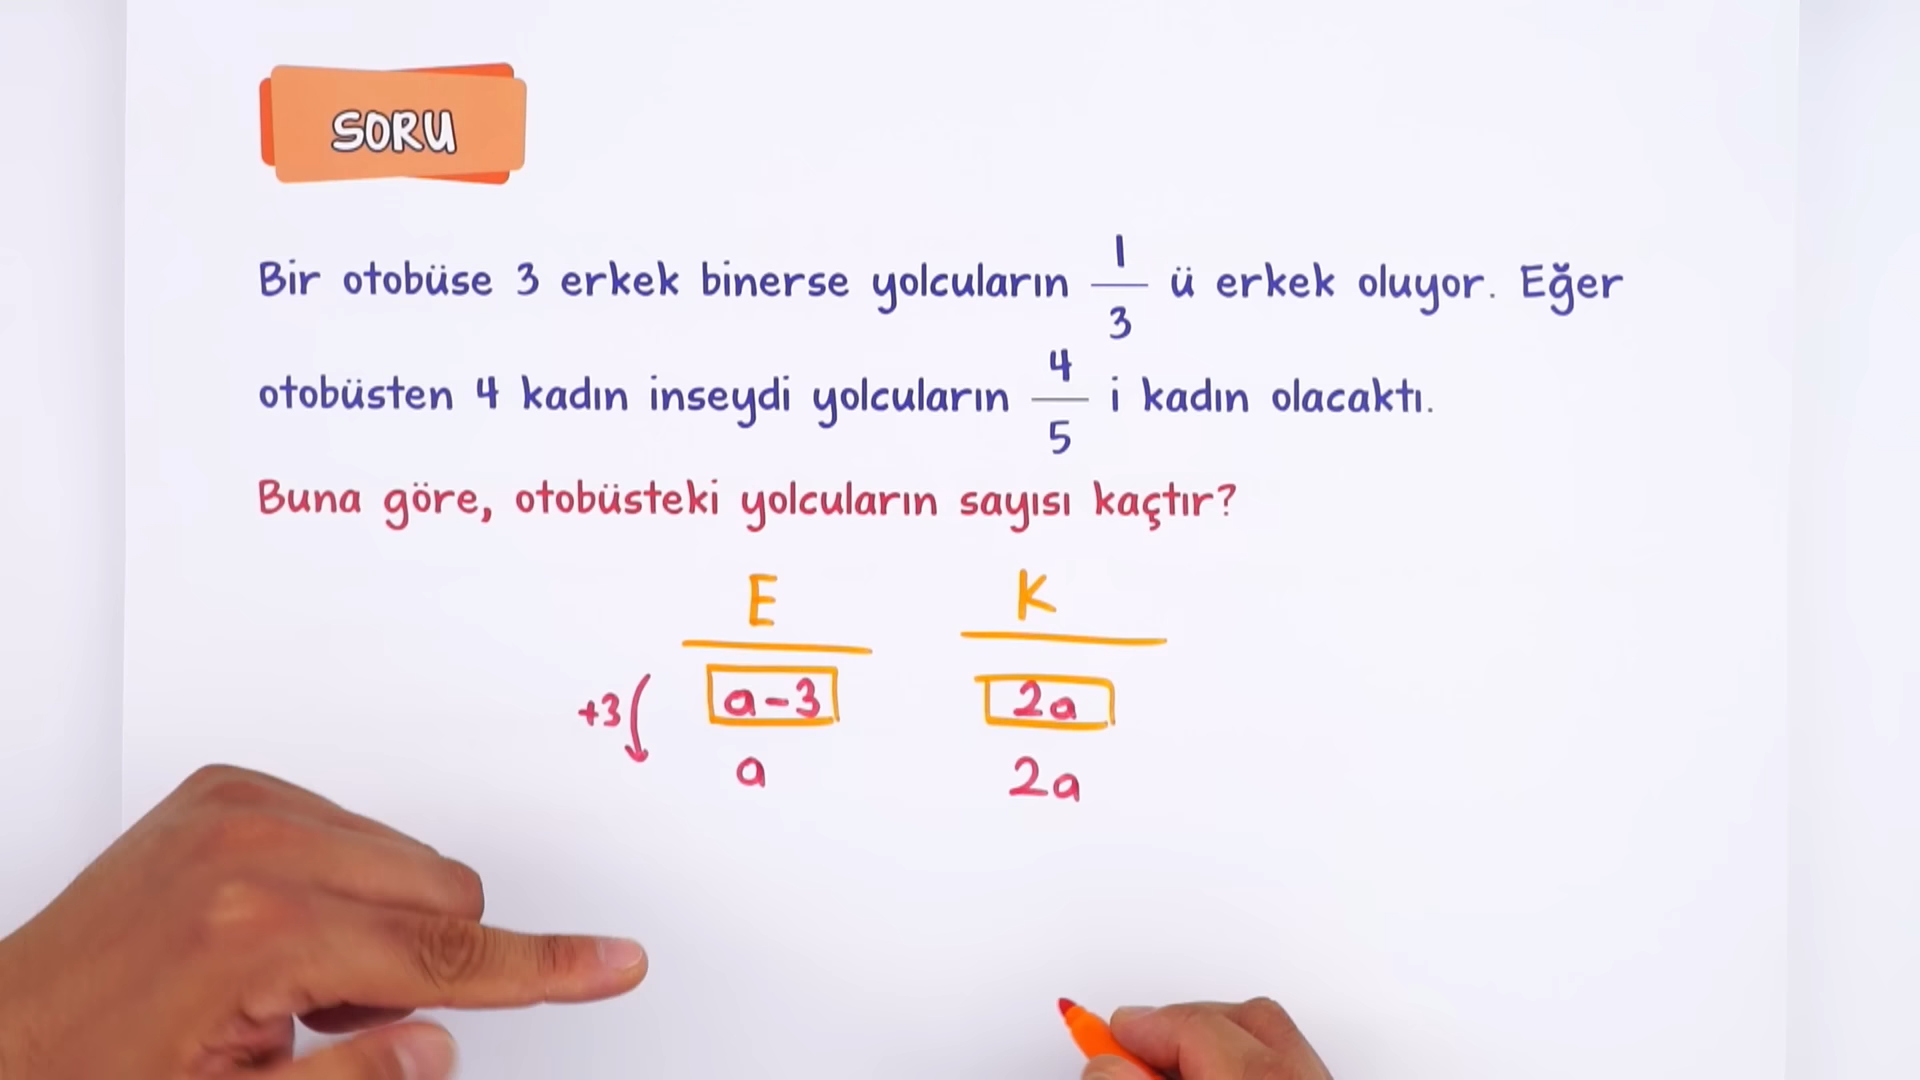 SORU
Bir otobüse 3 erkek binerse yolcuların 1/3 ü erkek oluyor. Eğer
otobüsten 4 kadın inseydi yolcuların 4/5 i kadın olacaktı.
Buna göre, otobüsteki yolcuların sayısı kaçtır?
E K
+3 a-3 2a
a 2a